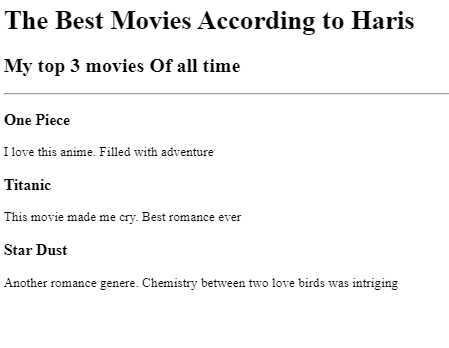 The Best Movies According to Haris
My top 3 movies Of all time
One Piece
I love this anime. Filled with adventure
Titanic
This movie made me cry. Best romance ever
Star Dust
Another romance genere. Chemistry between two love birds was intriging